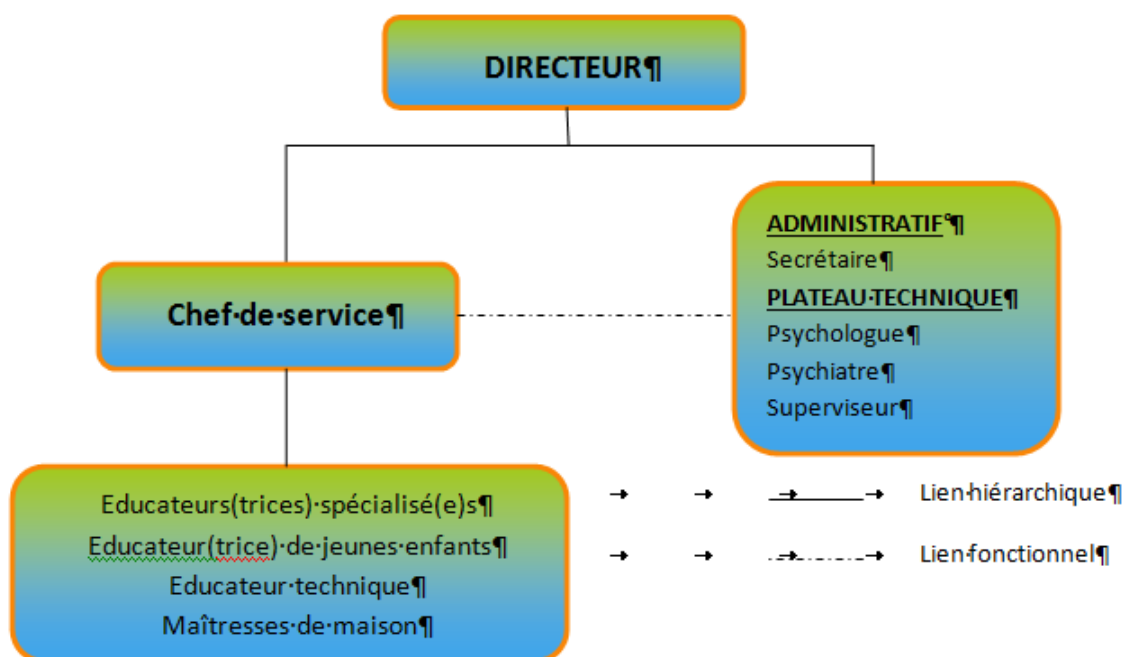 DIRECTEUR¶
ADMINISTRATIF°¶
Secrétaire¶
PLATEAU·TECHNIQUE¶
Psychologue¶
Psychiatre¶
Superviseur¶
Chef·de·service¶
Educateurs(trices)·spécialisé(e)s¶
Educateur(trice)·de·jeunes·enfants¶
Educateur·technique¶
Maîtresses·de·maison¶
→ → → → Lien·hiérarchique¶
→ → → → Lien·fonctionnel¶